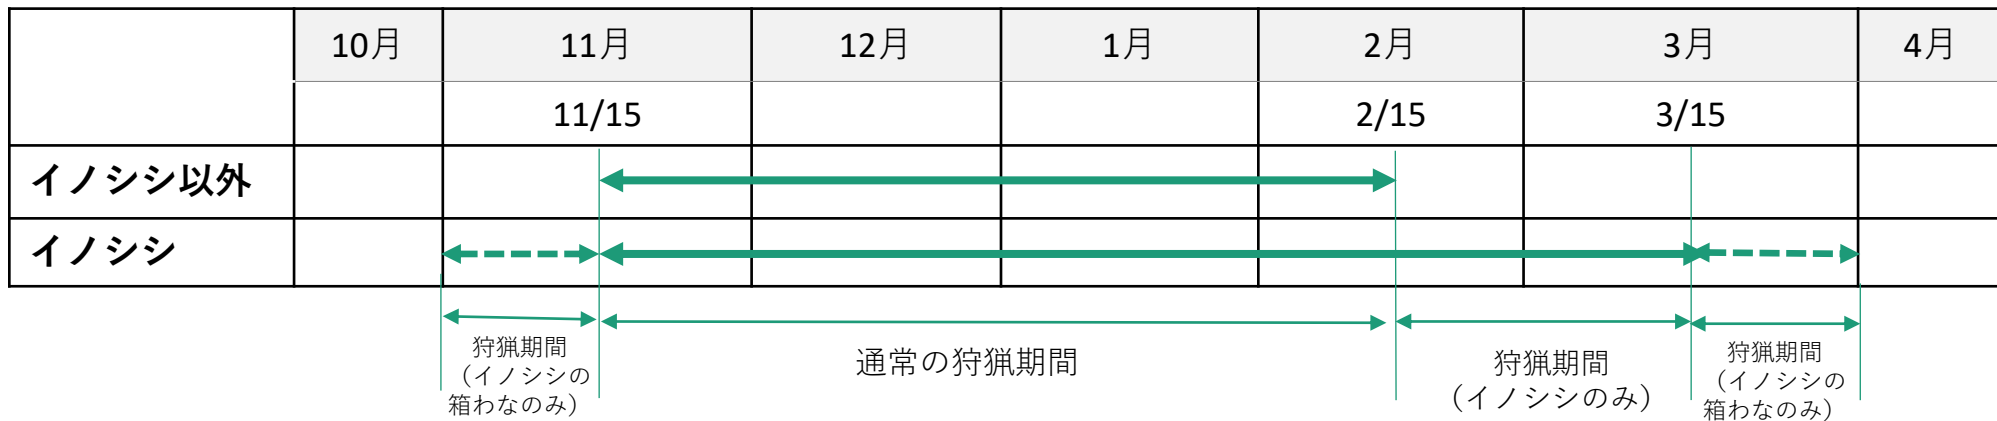 10月 11月 12月 1月 2月 3月 4月
11/15 2/15 3/15
イノシシ以外
イノシシ
狩猟期間
（イノシシの
箱わなのみ）
通常の狩猟期間
狩猟期間
（イノシシのみ）
狩猟期間
（イノシシの
箱わなのみ）